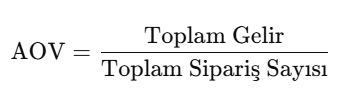 AOV = Toplam Gelir
Toplam Sipariş Sayısı